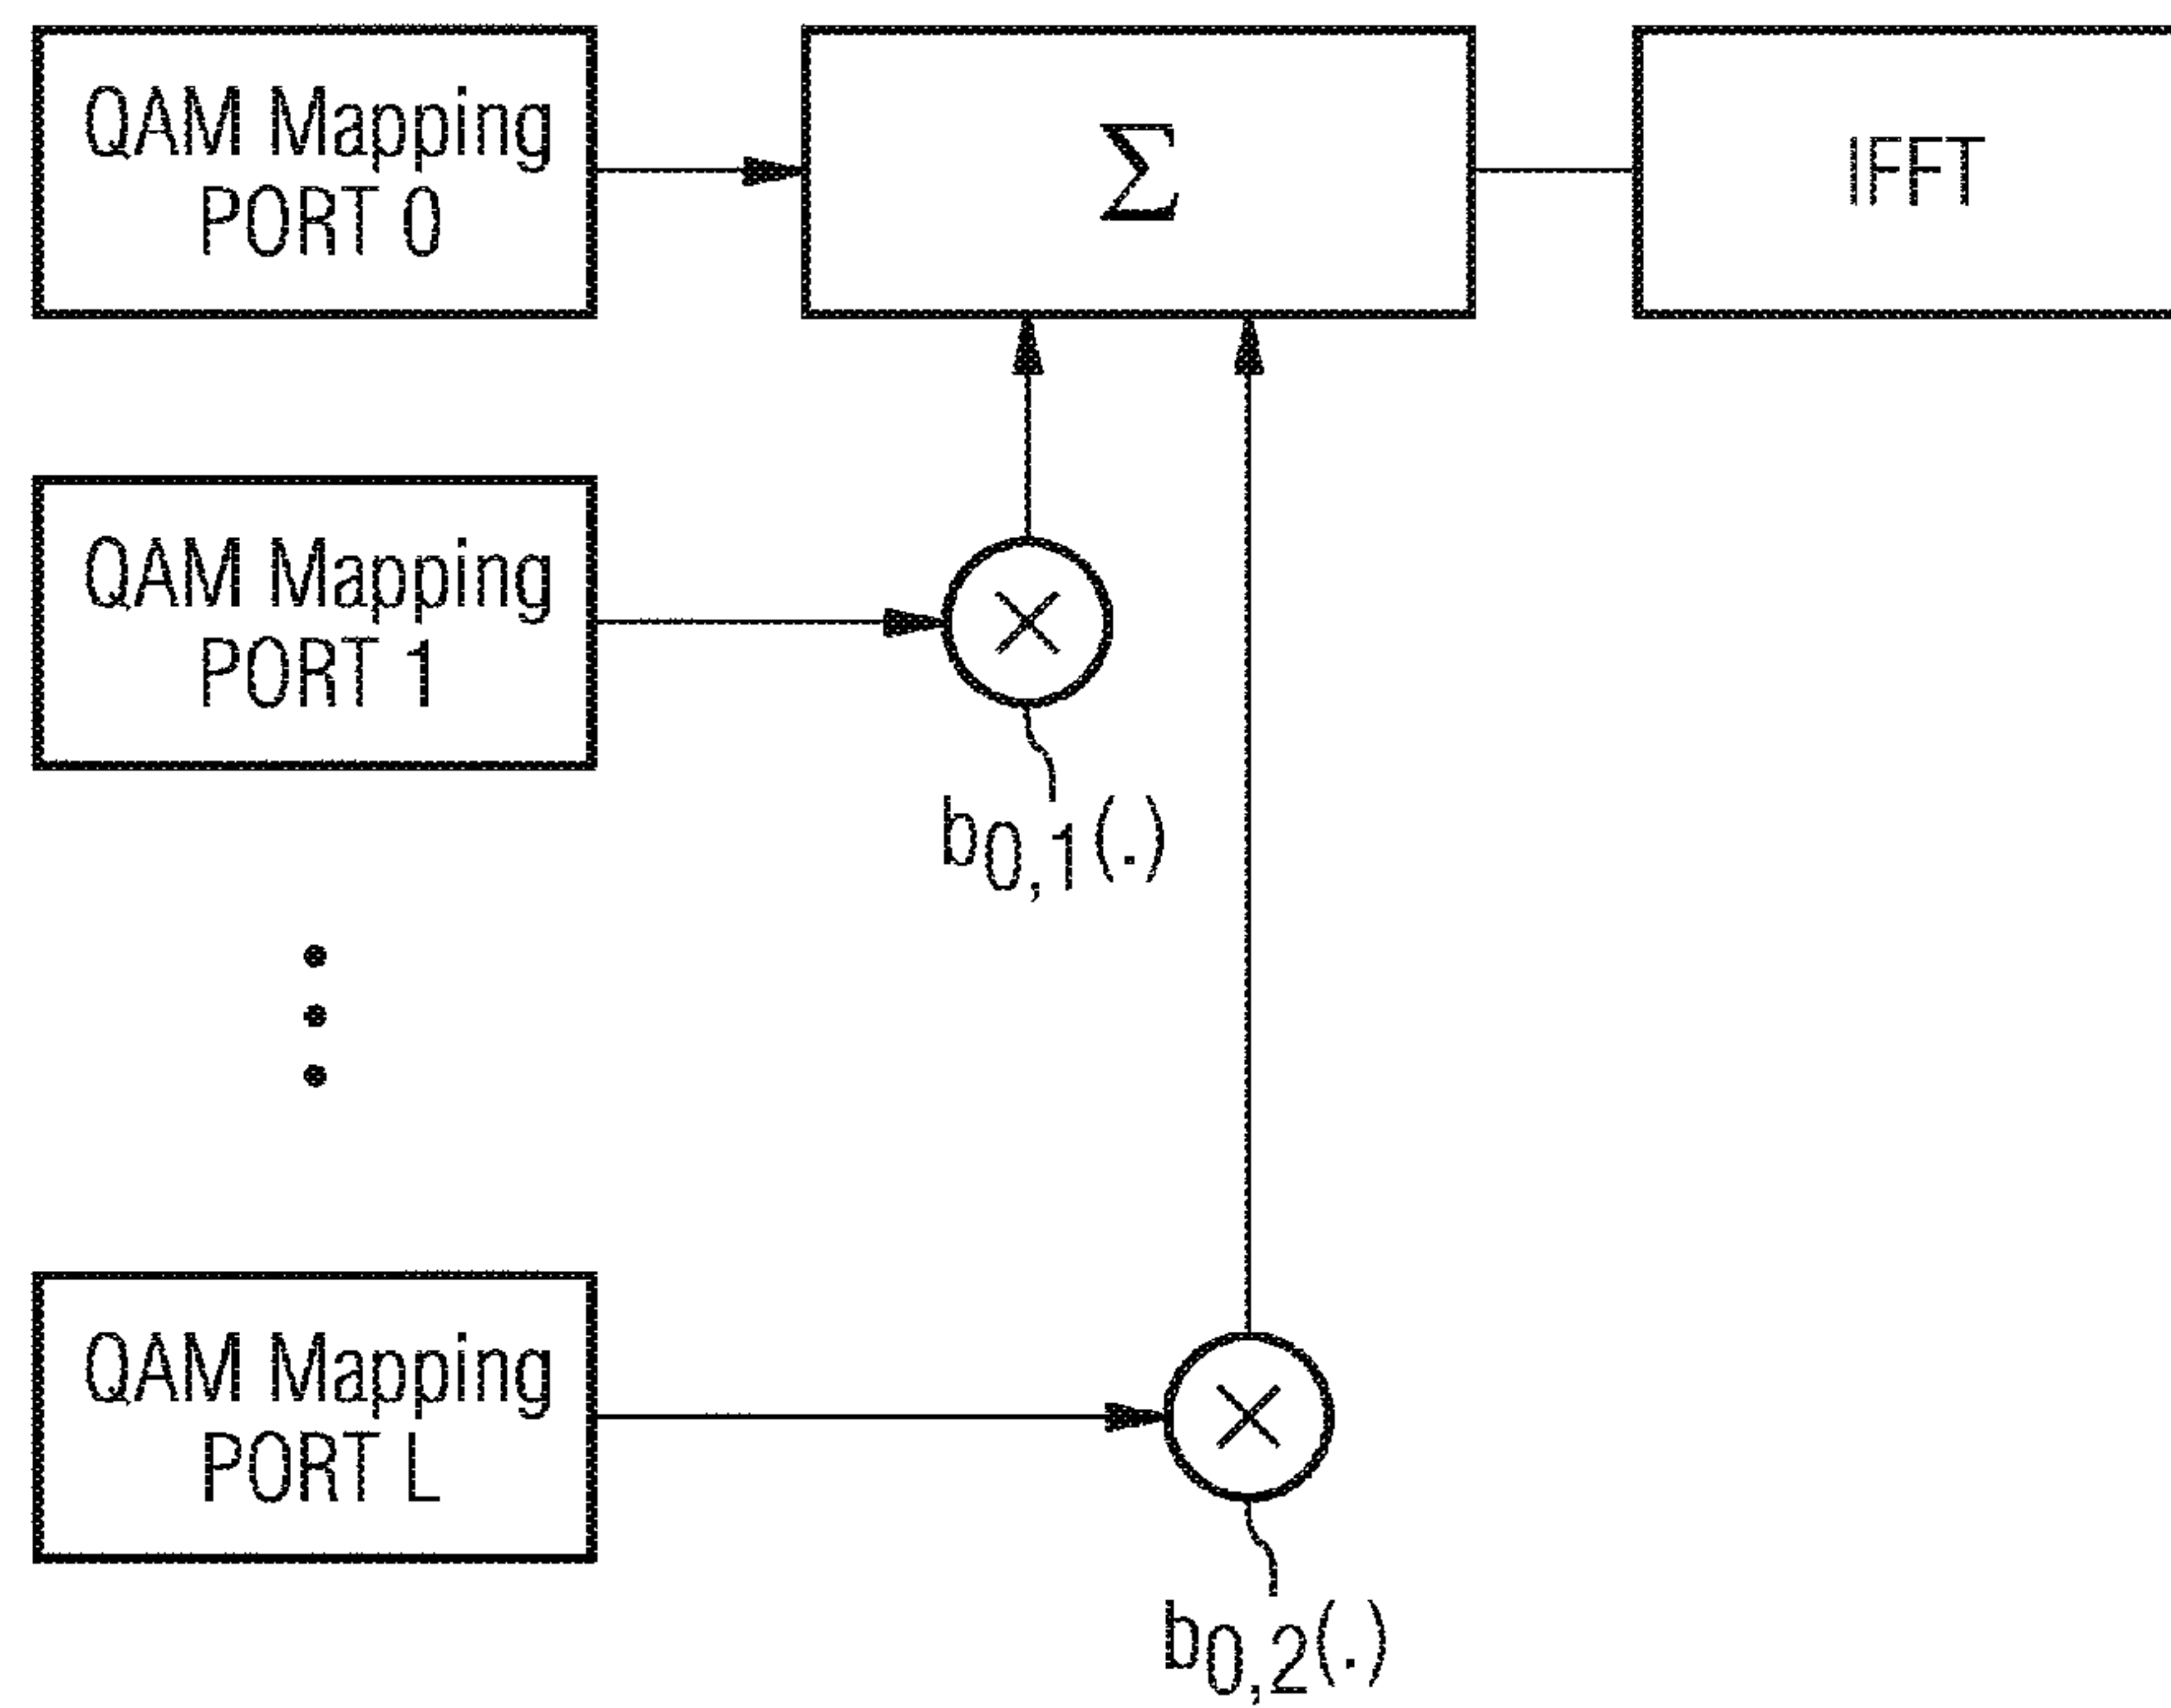 QAM Mapping
PORT 0
Σ
IFFT
QAM Mapping
PORT 1
b0,1(.)
QAM Mapping
PORT L
b0,2(.)